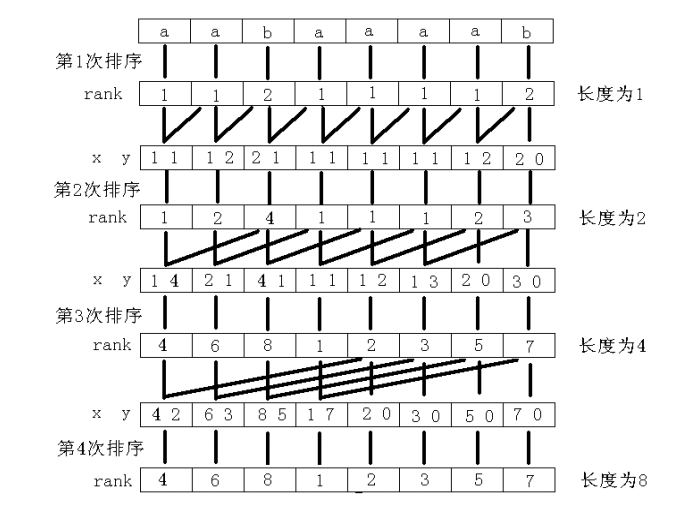 a a b a a a a b
第1次排序
rank 1 1 2 1 1 1 1 2 长度为1
x y 1 1 1 2 2 1 1 1 1 1 1 1 1 2 2 0
第2次排序
rank 1 2 4 1 1 1 2 3 长度为2
x y 1 4 2 1 4 1 1 1 1 2 1 3 2 0 3 0
第3次排序
rank 4 6 8 1 2 3 5 7 长度为4
x y 4 2 6 3 8 5 1 7 2 0 3 0 5 0 7 0
第4次排序
rank 4 6 8 1 2 3 5 7 长度为8